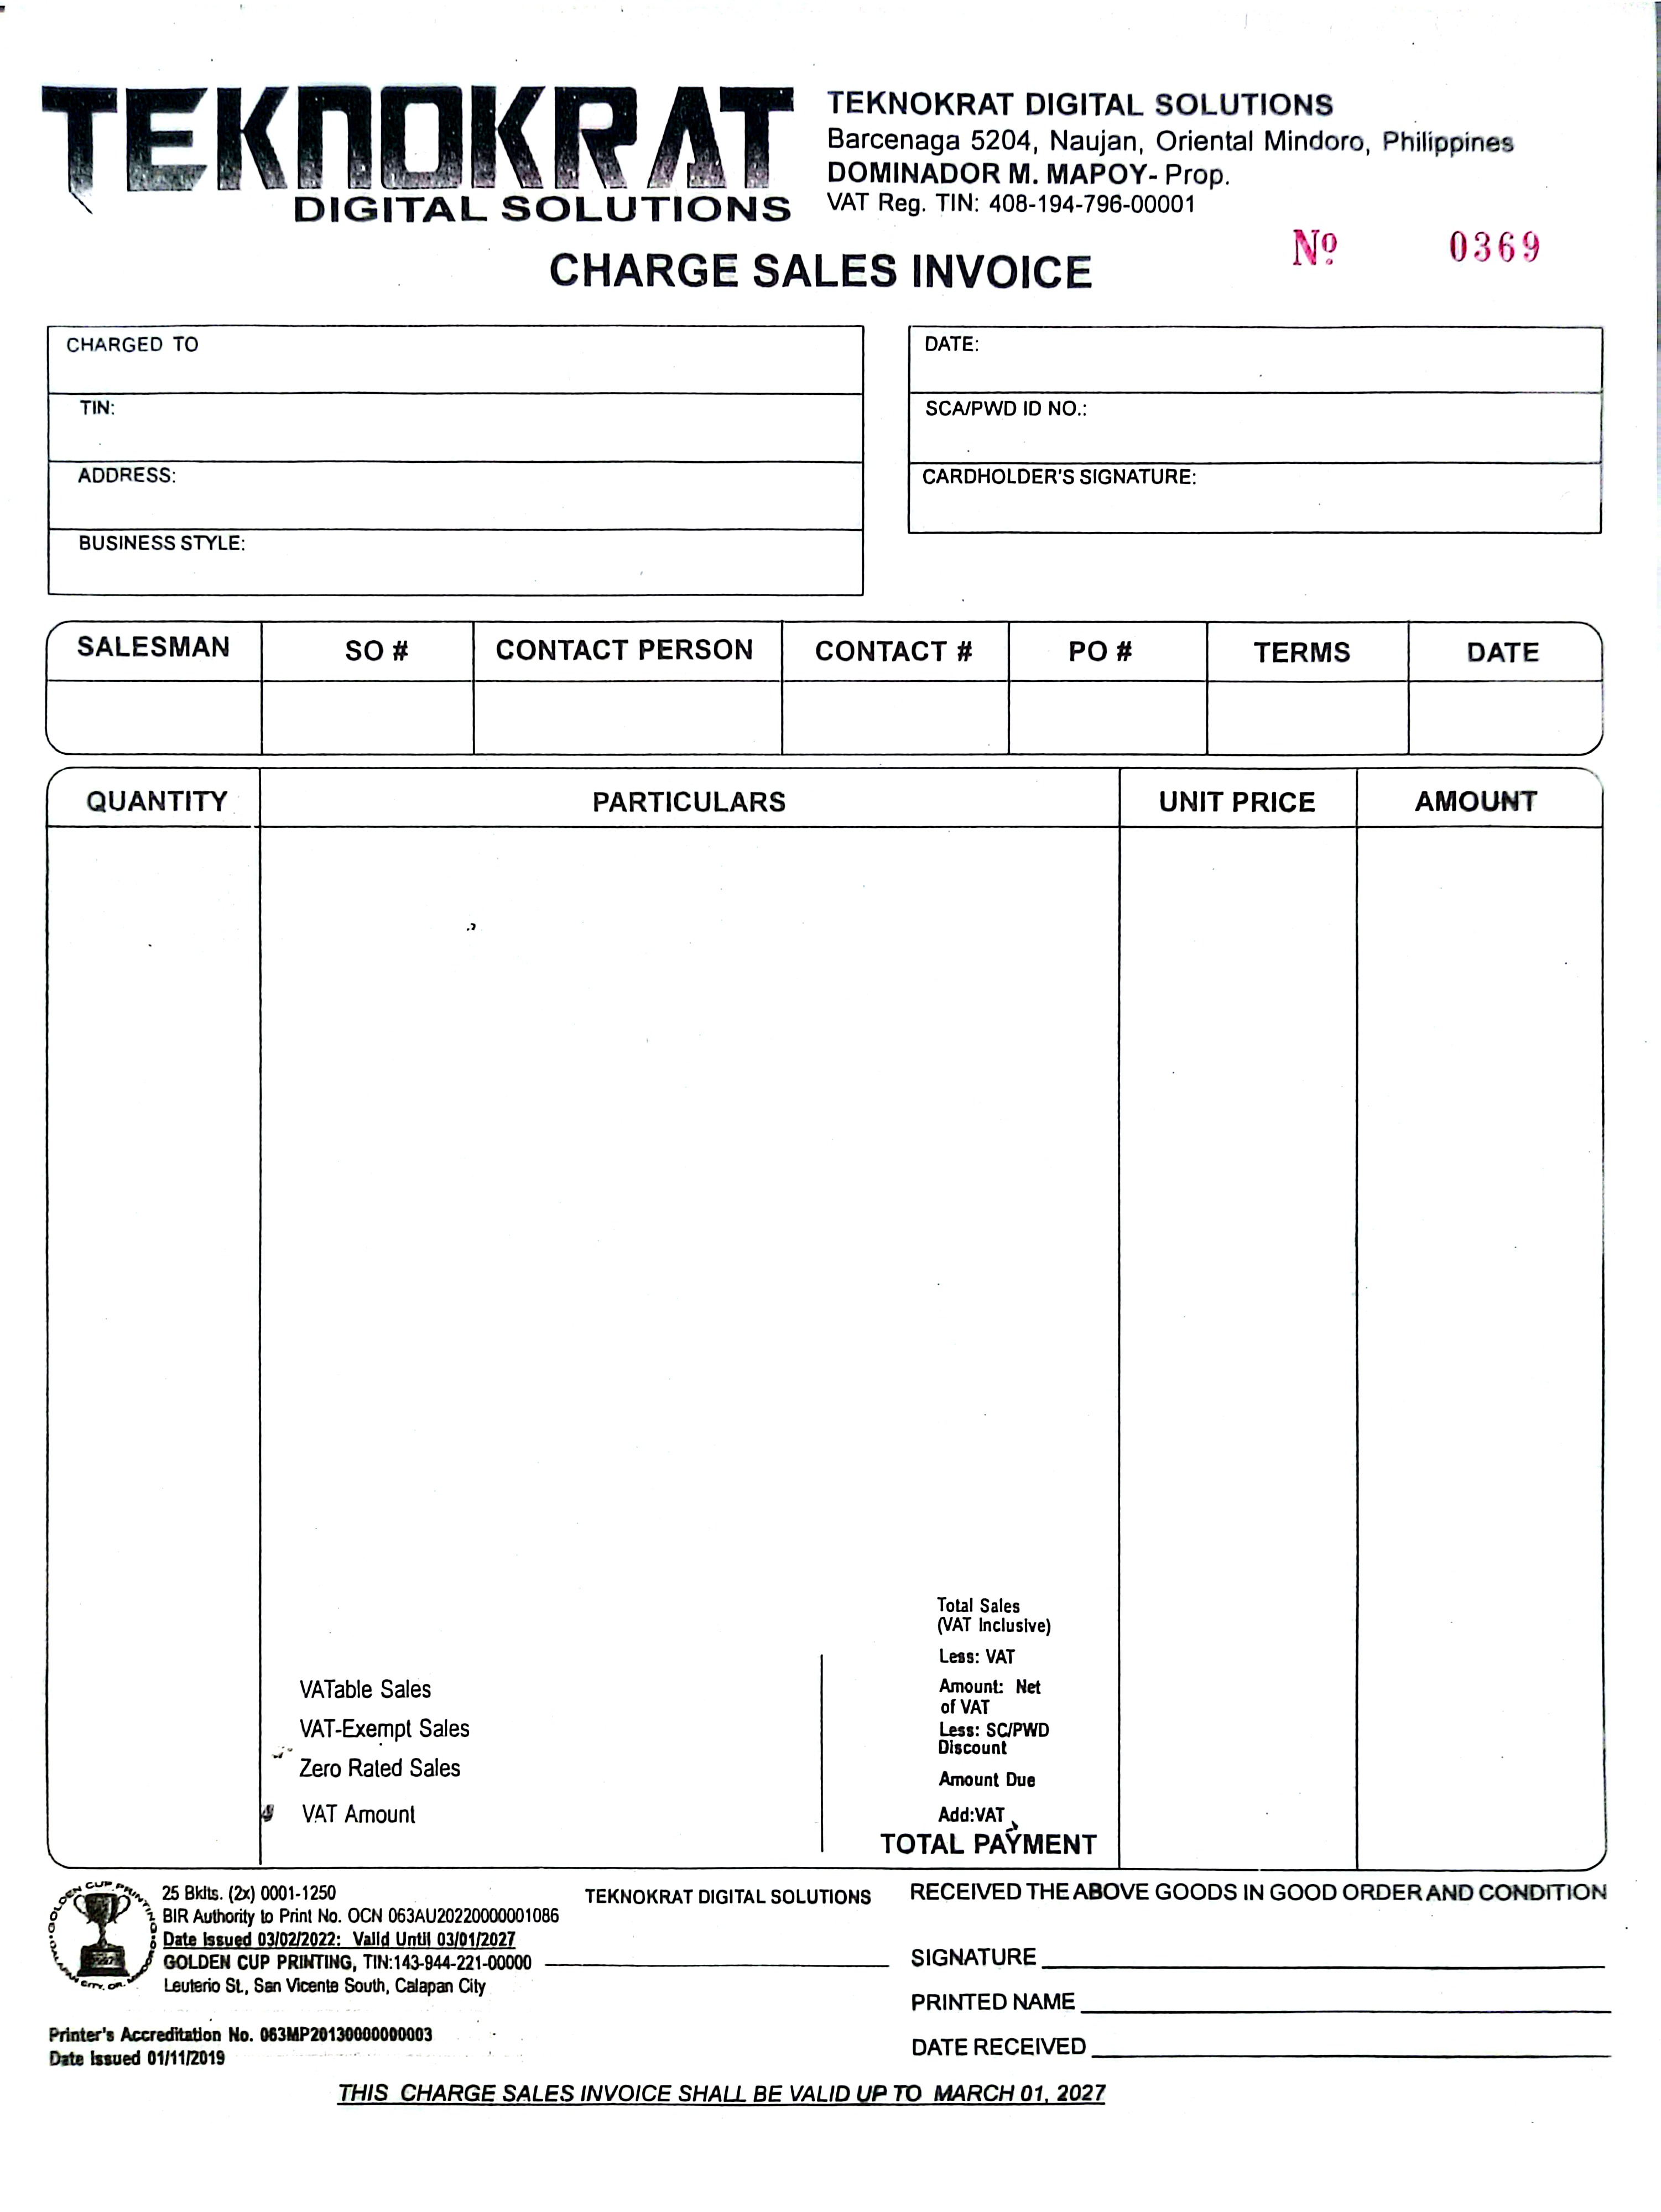 TEKNOKRAT
DIGITAL SOLUTIONS
TEKNOKRAT DIGITAL SOLUTIONS
Barcenaga 5204, Naujan, Oriental Mindoro, Philippines
DOMINADOR M. MAPOY- Prop.
VAT Reg. TIN: 408-194-796-00001
Nº 0369
CHARGE SALES INVOICE
CHARGED TO
TIN:
ADDRESS:
BUSINESS STYLE:
DATE:
SCA/PWD ID NO.:
CARDHOLDER'S SIGNATURE:
SALESMAN SO # CONTACT PERSON CONTACT # PO # TERMS DATE
QUANTITY PARTICULARS UNIT PRICE AMOUNT
VATable Sales
VAT-Exempt Sales
Zero Rated Sales
VAT Amount
Total Sales
(VAT Inclusive)
Less: VAT
Amount: Net
of VAT
Less: SC/PWD
Discount
Amount Due
Add:VAT
TOTAL PAYMENT
GOLDEN CUP PRINTING
25 Bklts. (2x) 0001-1250
BIR Authority to Print No. OCN 063AU20220000001086
Date Issued 03/02/2022: Valid Until 03/01/2027
GOLDEN CUP PRINTING, TIN:143-944-221-00000
Leuterio St., San Vicente South, Calapan City
Printer's Accreditation No. 063MP20130000000003
Date Issued 01/11/2019
TEKNOKRAT DIGITAL SOLUTIONS
RECEIVED THE ABOVE GOODS IN GOOD ORDER AND CONDITION
SIGNATURE
PRINTED NAME
DATE RECEIVED
THIS CHARGE SALES INVOICE SHALL BE VALID UP TO MARCH 01, 2027